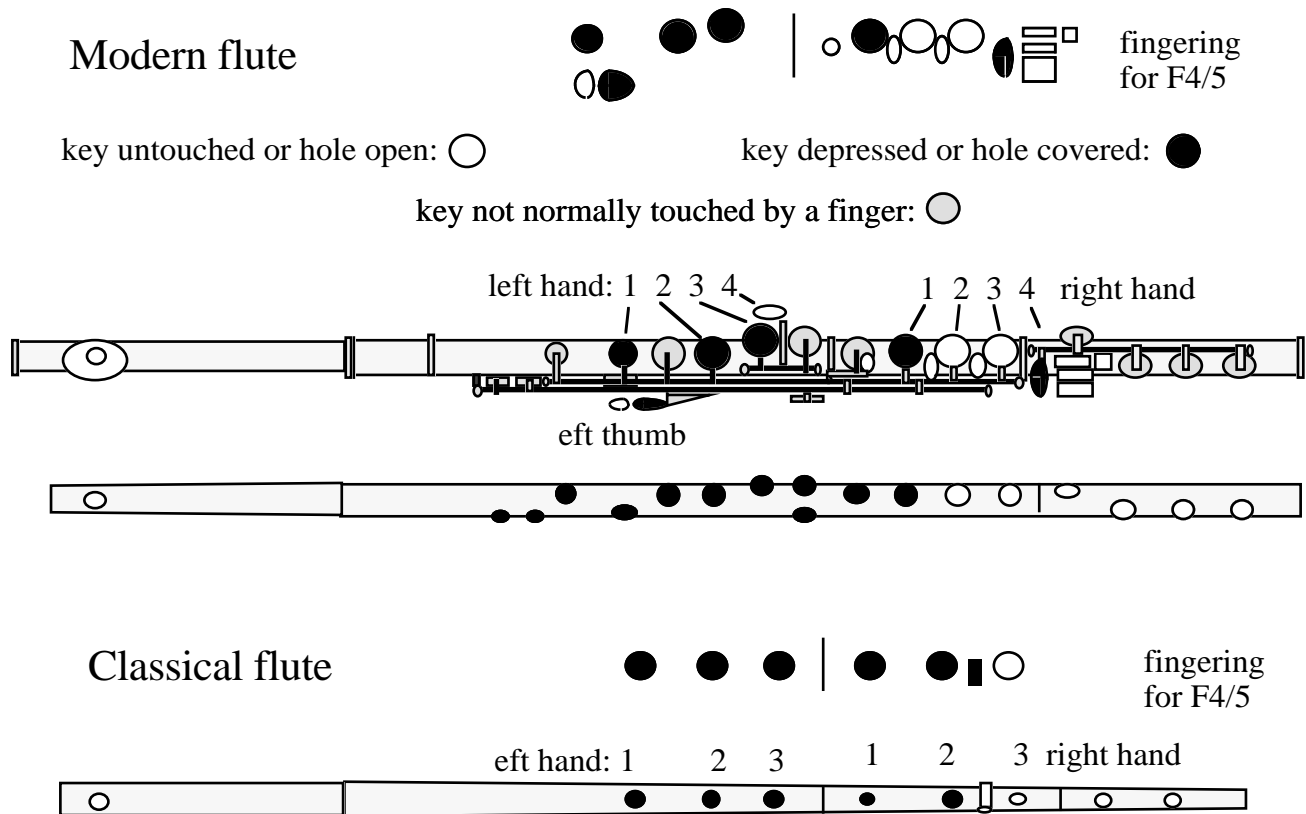 Modern flute
fingering
for F4/5
key untouched or hole open:
key depressed or hole covered:
key not normally touched by a finger:
left hand: 1 2 3 4
1 2 3 4 right hand
eft thumb
Classical flute
fingering
for F4/5
eft hand: 1 2 3
1 2 3 right hand